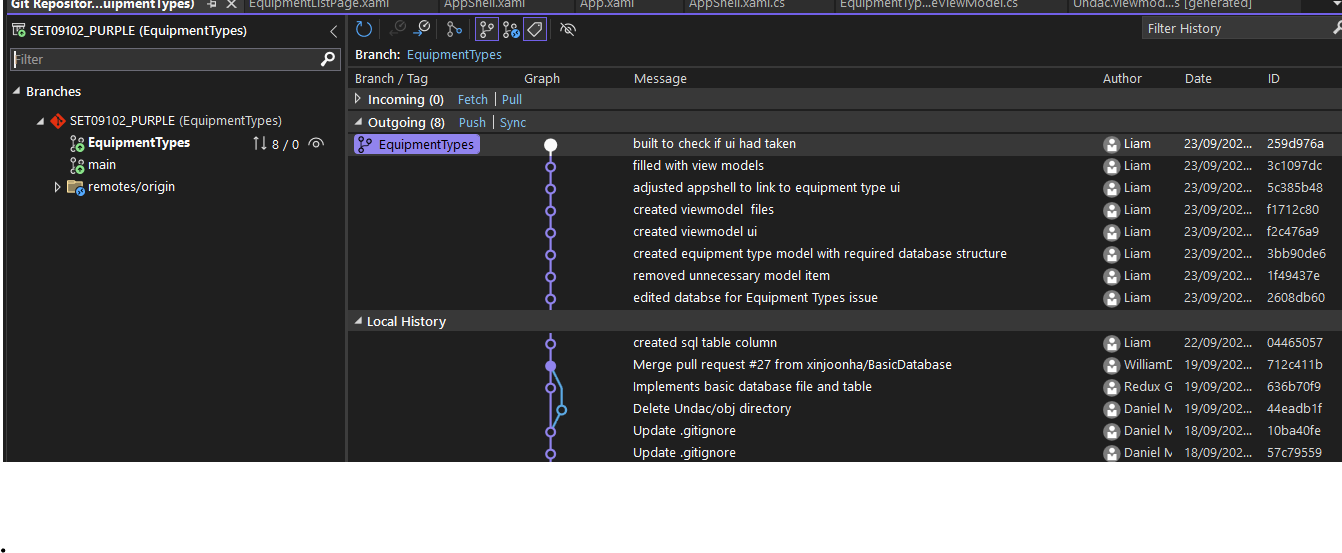 Git Repositor...uipmentTypes) EquipmentListPage.xaml AppShell.xaml App.xaml AppShell.xaml.cs EquipmentTyp...eViewModel.cs Undac.viewmod...s [generated]
SET09102_PURPLE (EquipmentTypes)
Filter History
Filter
Branch: EquipmentTypes
Branch / Tag Graph Message Author Date ID
Branches
Incoming (0) Fetch | Pull
SET09102_PURPLE (EquipmentTypes)
Outgoing (8) Push | Sync
EquipmentTypes 8 / 0
main
remotes/origin
EquipmentTypes built to check if ui had taken Liam 23/09/202... 259d976a
filled with view models Liam 23/09/202... 3c1097dc
adjusted appshell to link to equipment type ui Liam 23/09/202... 5c385b48
created viewmodel  files Liam 23/09/202... f1712c80
created viewmodel ui Liam 23/09/202... f2c476a9
created equipment type model with required database structure Liam 23/09/202... 3bb90de6
removed unnecessary model item Liam 23/09/202... 1f49437e
edited databse for Equipment Types issue Liam 23/09/202... 2608db60
Local History
created sql table column Liam 22/09/202... 04465057
Merge pull request #27 from xinjoonha/BasicDatabase WilliamD 19/09/202... 712c411b
Implements basic database file and table Redux G 19/09/202... 636b70f9
Delete Undac/obj directory Daniel M 19/09/202... 44eadb1f
Update .gitignore Daniel M 18/09/202... 10ba40fe
Update .gitignore Daniel M 18/09/202... 57c79559